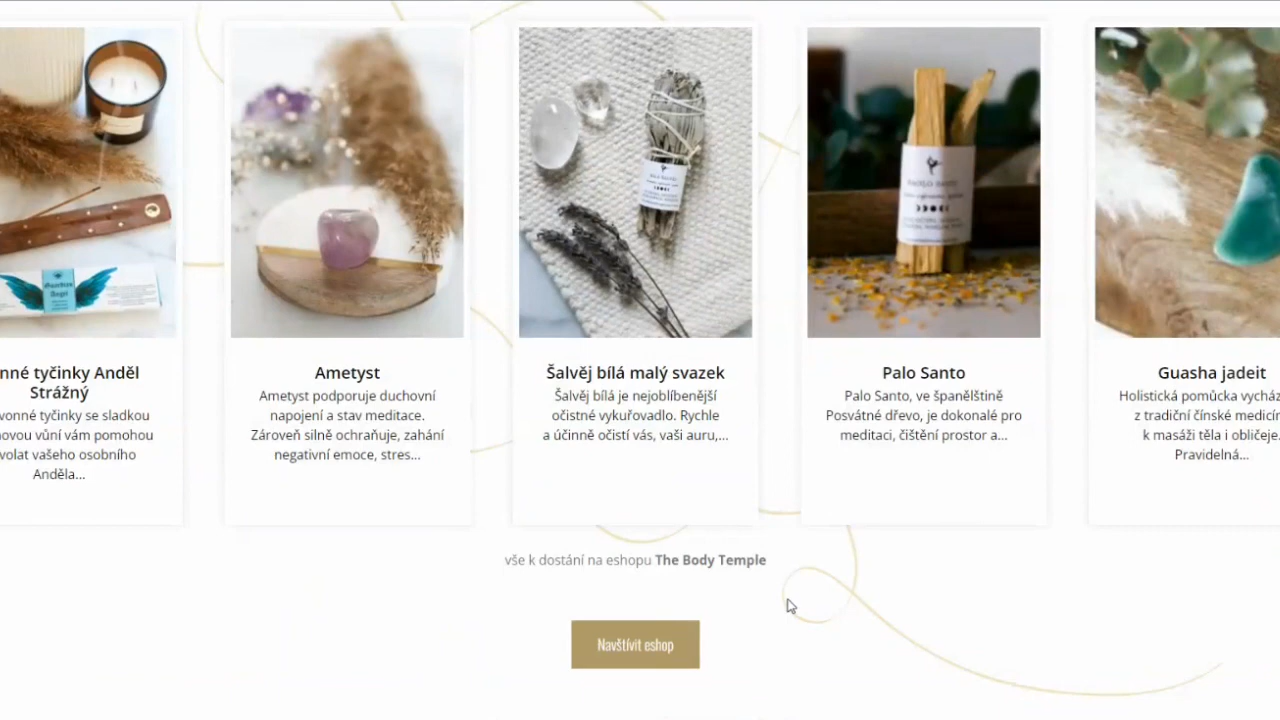 nné tyčinky Anděl
Strážný
vonné tyčinky se sladkou
novou vůní vám pomohou
volat vašeho osobního
Anděla...
Ametyst
Ametyst podporuje duchovní
napojení a stav meditace.
Zároveň silně ochraňuje, zahání
negativní emoce, stres...
Šalvěj bílá malý svazek
Šalvěj bílá je nejoblíbenější
očistné vykuřovadlo. Rychle
a účinně očistí vás, vaši auru,...
PAOLO SANTO
Palo Santo
Palo Santo, ve španělštině
Posvátné dřevo, je dokonalé pro
meditaci, čištění prostor a...
Guasha jadeit
Holistická pomůcka vycház
z tradiční čínské medicín
k masáži těla i obličeje.
Pravidelná...
vše k dostání na eshopu The Body Temple
Navštívit eshop